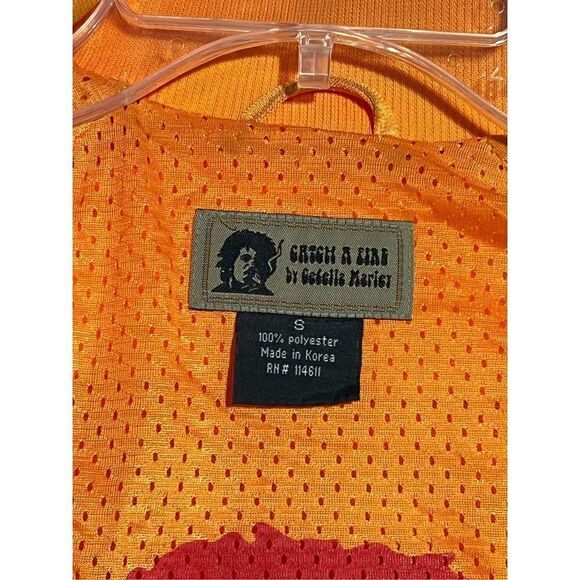 CATCH A FIRE
by Cedella Marley
S
100% polyester
Made in Korea
RN# 114611